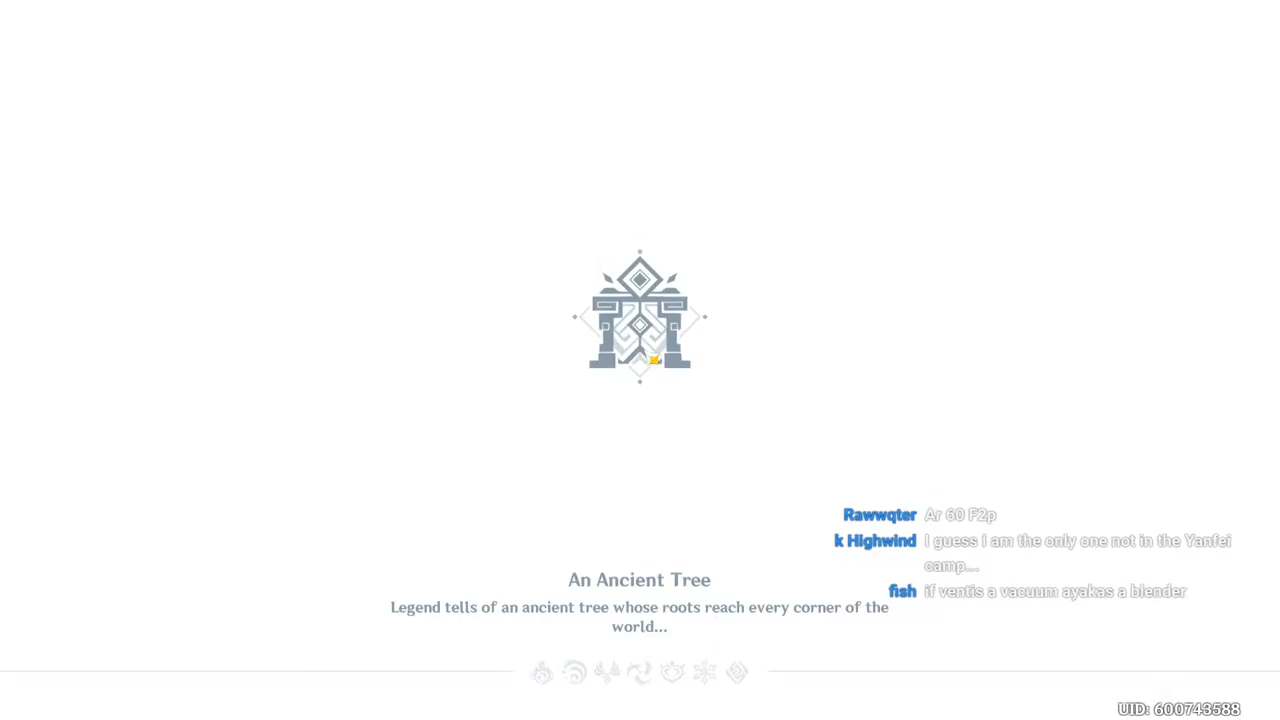 Rawwqter Ar 60 F2p
k Highwind I guess I am the only one not in the Yanfei
camp...
An Ancient Tree
fish if ventis a vacuum ayakas a blender
Legend tells of an ancient tree whose roots reach every corner of the
world...
UID: 600743588